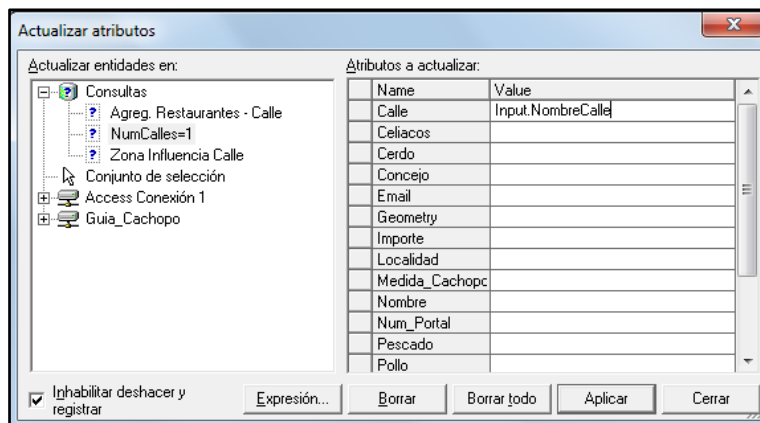 Actualizar atributos
x
Actualizar entidades en:
Consultas
Agreg. Restaurantes - Calle
NumCalles=1
Zona Influencia Calle
Conjunto de selección
Access Conexión 1
Guia_Cachopo
Atributos a actualizar:
Name Value
Calle Input.NombreCalle
Celiacos
Cerdo
Concejo
Email
Geometry
Importe
Localidad
Medida_Cachopo
Nombre
Num_Portal
Pescado
Pollo
Inhabilitar deshacer y
registrar
Expresión... Borrar Borrar todo Aplicar Cerrar